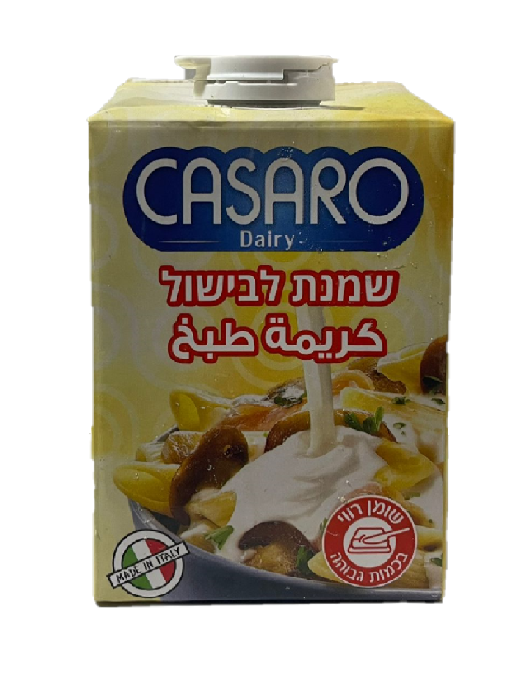 CASARO
Dairy
שמנת לבישול
كريمة طبخ
שומן רווי
בכמות גבוהה
MADE IN ITALY